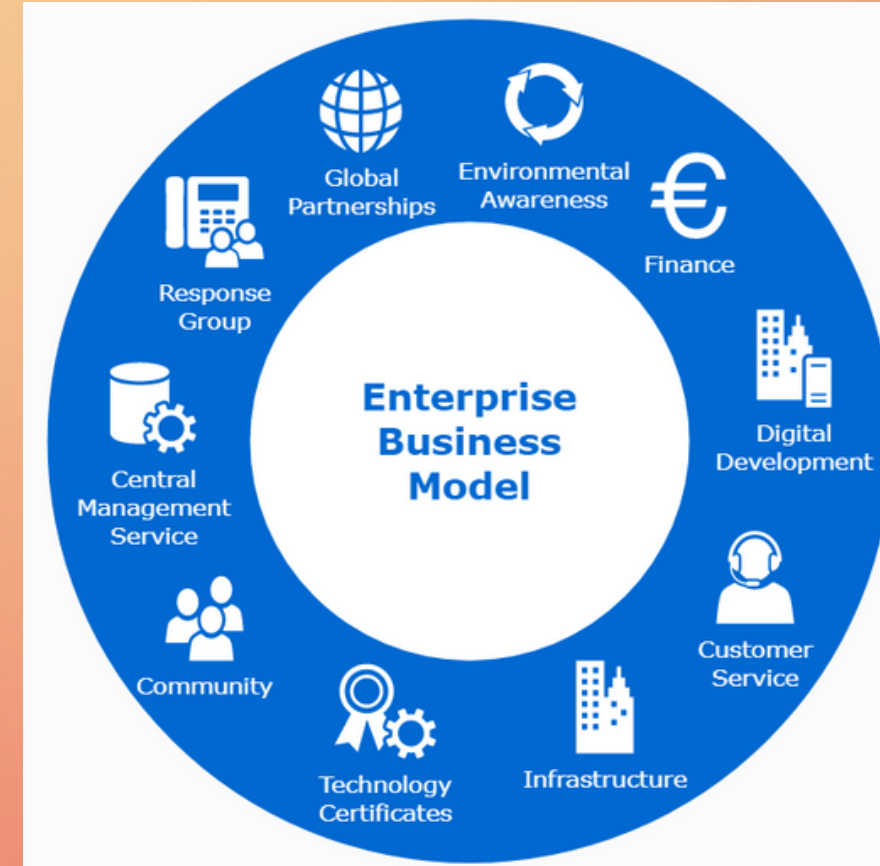 Global
Partnerships
Environmental
Awareness
Finance
Digital
Development
Customer
Service
Infrastructure
Technology
Certificates
Community
Central
Management
Service
Response
Group
Enterprise
Business
Model